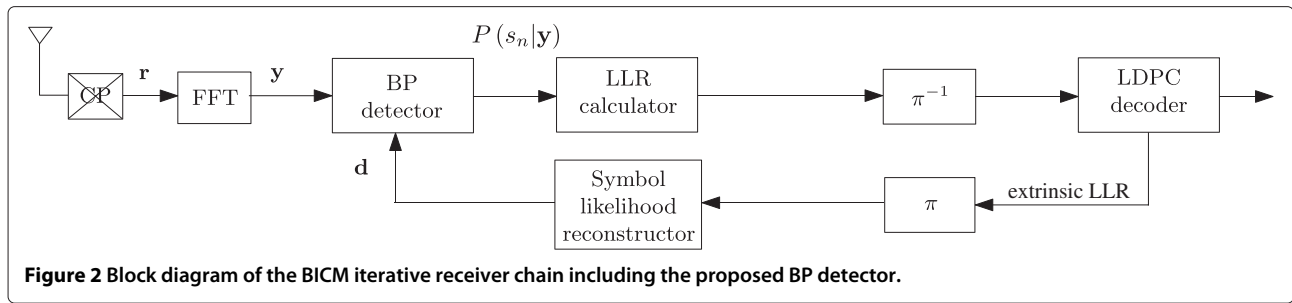 P (s_n|y)
CP
r
FFT
y
BP
detector
LLR
calculator
π⁻¹
LDPC
decoder
d
Symbol
likelihood
reconstructor
π
extrinsic LLR
Figure 2 Block diagram of the BICM iterative receiver chain including the proposed BP detector.